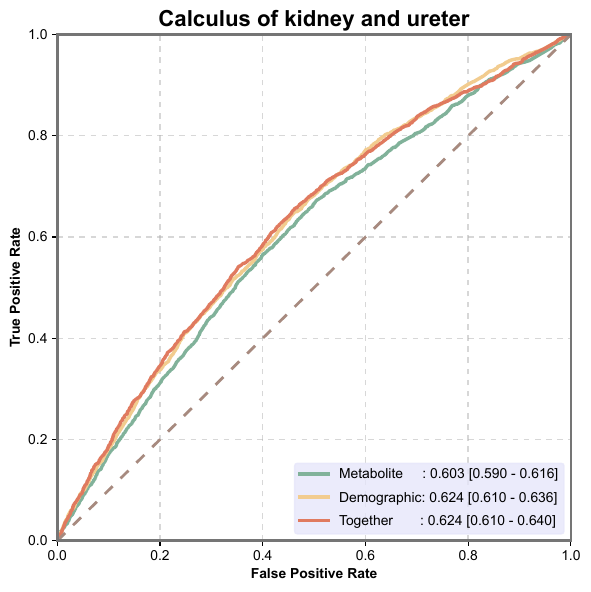 Calculus of kidney and ureter
1.0
0.8
0.6
0.4
0.2
0.0
True Positive Rate
Metabolite : 0.603 [0.590 - 0.616]
Demographic: 0.624 [0.610 - 0.636]
Together : 0.624 [0.610 - 0.640]
0.0 0.2 0.4 0.6 0.8 1.0
False Positive Rate